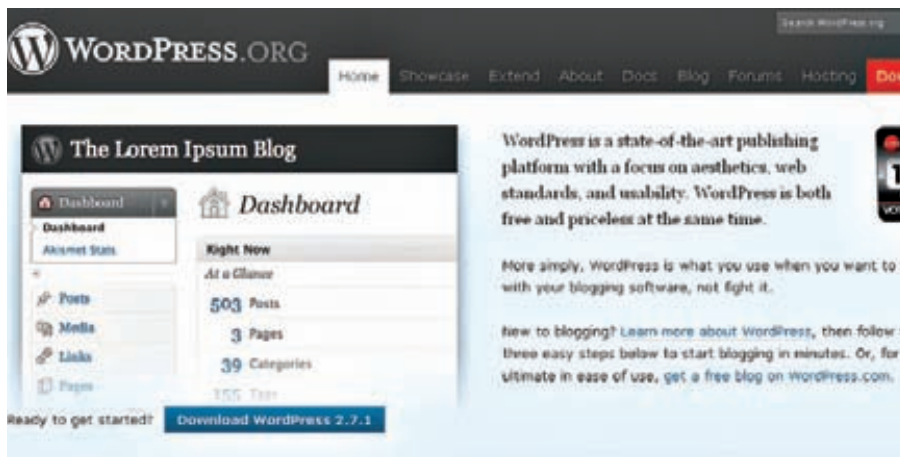 Search WordPress.org
WORDPRESS.ORG
Home Showcase Extend About Docs Blog Forums Hosting Do
The Lorem Ipsum Blog
Dashboard
Dashboard
Akismet Stats
Posts
Media
Links
Pages
Dashboard
Right Now
At a Glance
503 Posts
3 Pages
39 Categories
155 Tags
Ready to get started? Download WordPress 2.7.1
WordPress is a state-of-the-art publishing
platform with a focus on aesthetics, web
standards, and usability. WordPress is both
free and priceless at the same time.
More simply, WordPress is what you use when you want to
with your blogging software, not fight it.
New to blogging? Learn more about WordPress, then follow
three easy steps below to start blogging in minutes. Or, for
ultimate in ease of use, get a free blog on WordPress.com.